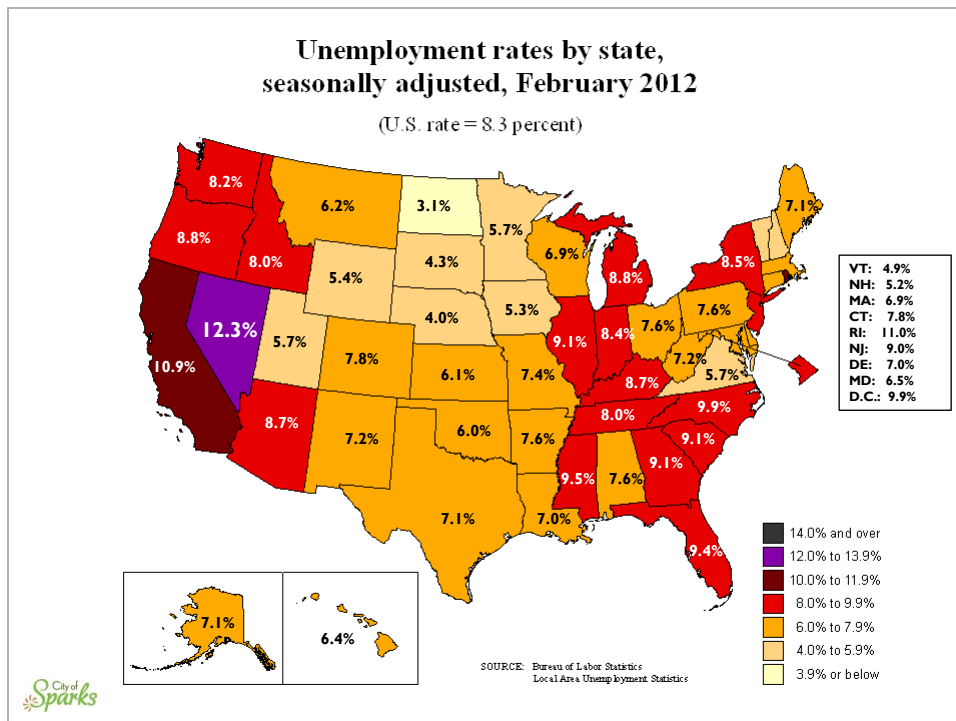 Unemployment rates by state,
seasonally adjusted, February 2012
(U.S. rate = 8.3 percent)
8.2%
8.8%
8.0%
6.2%
3.1%
5.7%
6.9%
8.8%
8.5%
7.1%
5.4%
4.3%
4.0%
5.3%
12.3%
10.9%
5.7%
7.8%
6.1%
7.4%
9.1%
8.4%
7.6%
7.6%
7.2%
5.7%
8.7%
8.7%
7.2%
6.0%
7.6%
8.0%
9.9%
9.1%
9.1%
9.5%
7.6%
7.1%
7.0%
9.4%
7.1%
6.4%
VT: 4.9%
NH: 5.2%
MA: 6.9%
CT: 7.8%
RI: 11.0%
NJ: 9.0%
DE: 7.0%
MD: 6.5%
D.C.: 9.9%
14.0% and over
12.0% to 13.9%
10.0% to 11.9%
8.0% to 9.9%
6.0% to 7.9%
4.0% to 5.9%
3.9% or below
SOURCE: Bureau of Labor Statistics
Local Area Unemployment Statistics
City of
Sparks